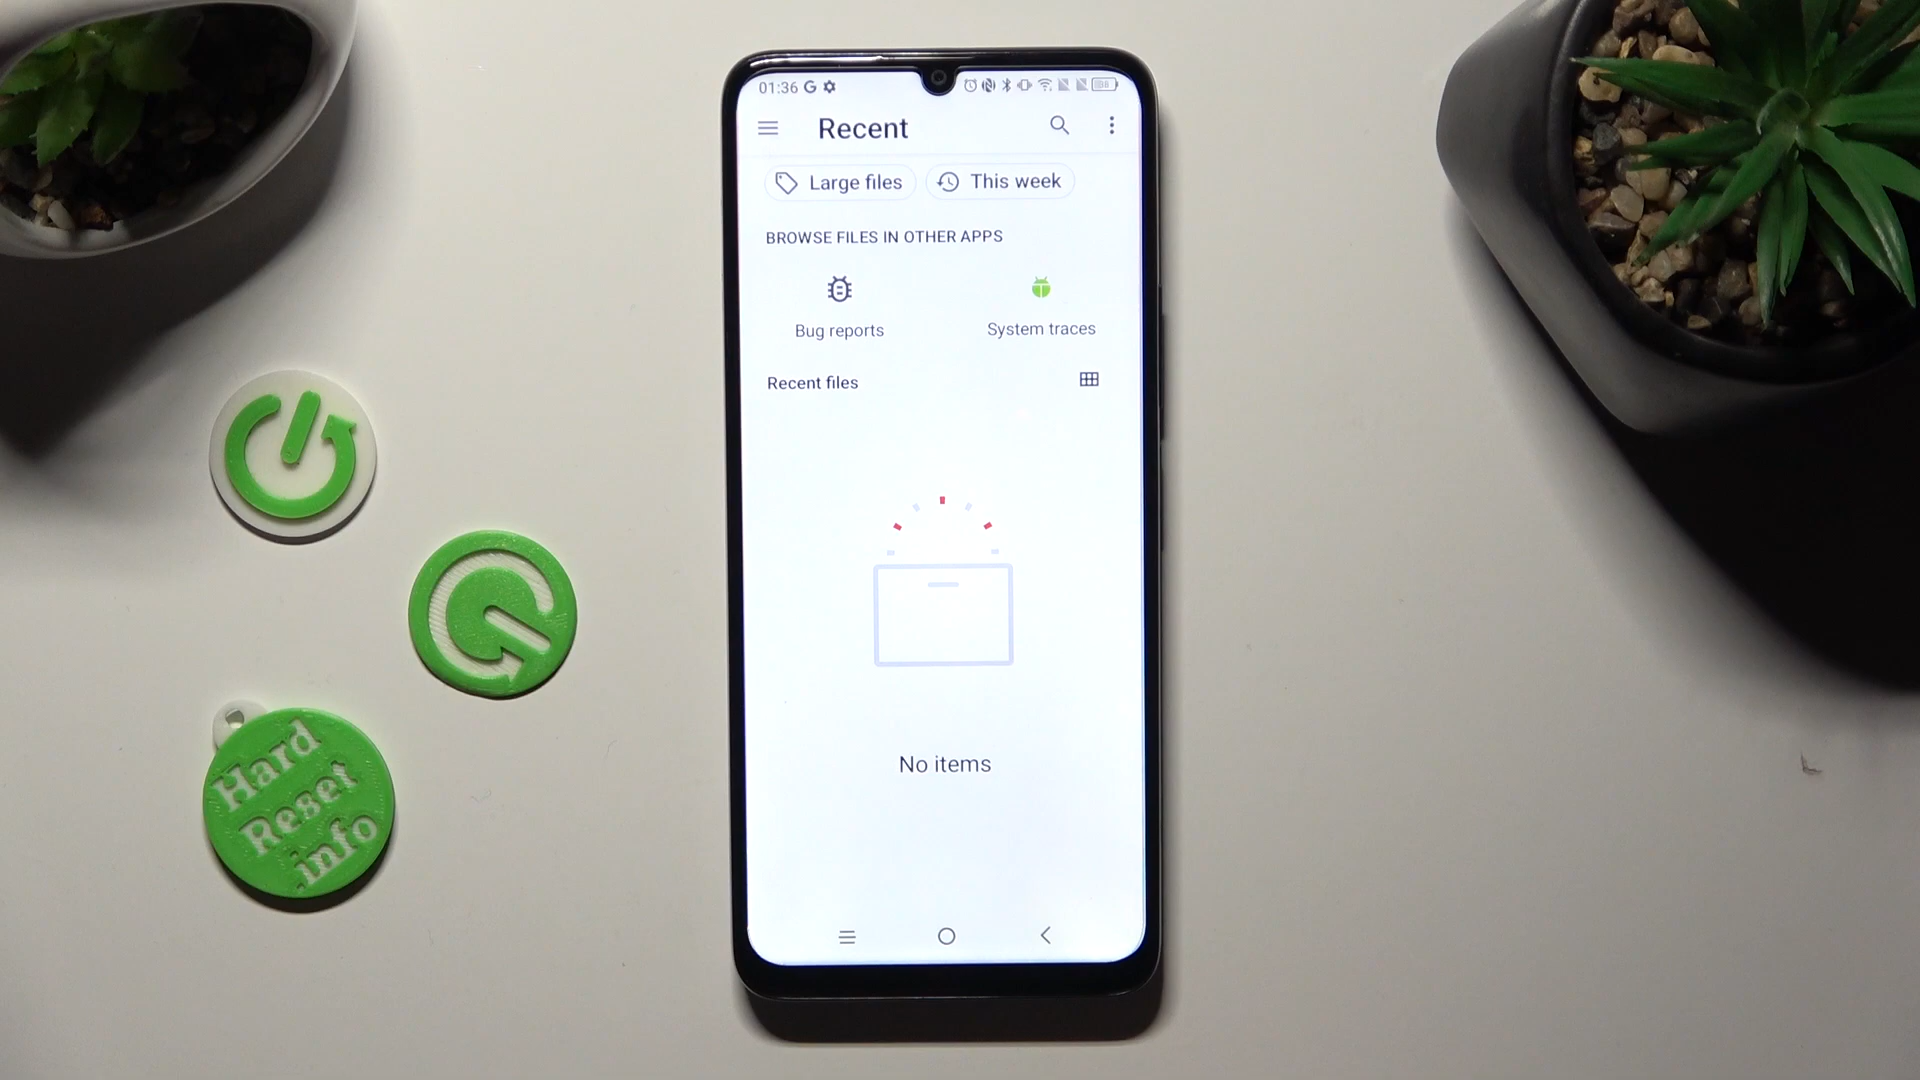 01:36 G
Recent
Large files
This week
BROWSE FILES IN OTHER APPS
Bug reports
System traces
Recent files
No items
Hard
Reset
.info